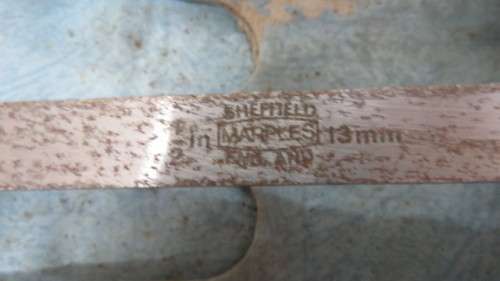 SHEFFIELD
1/2 in MARPLES 13mm
ENGLAND